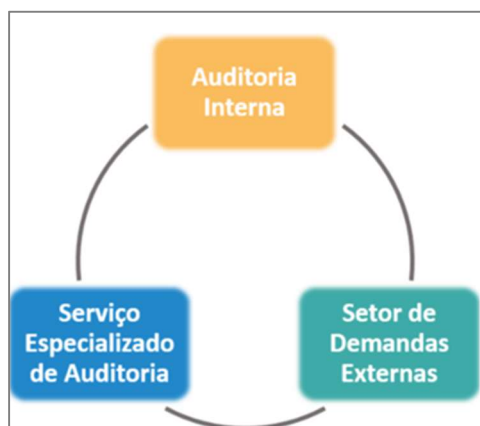 Auditoria
Interna
Serviço
Especializado
de Auditoria
Setor de
Demandas
Externas